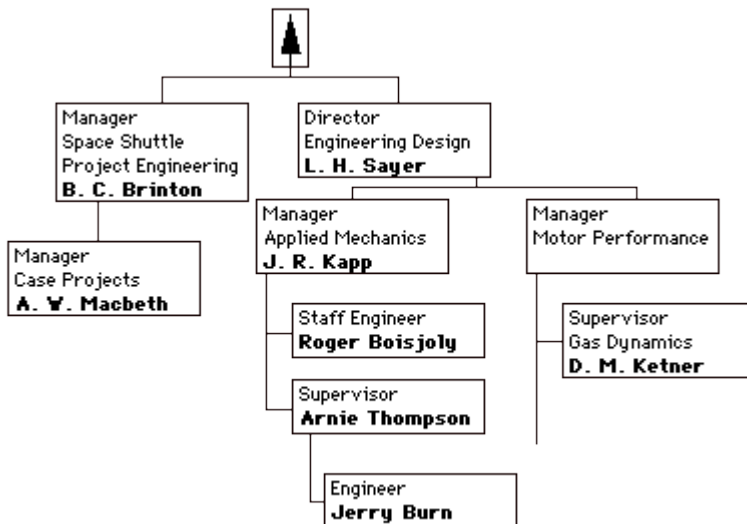 Manager
Space Shuttle
Project Engineering
B. C. Brinton
Director
Engineering Design
L. H. Sayer
Manager
Case Projects
A. W. Macbeth
Manager
Applied Mechanics
J. R. Kapp
Manager
Motor Performance
Staff Engineer
Roger Boisjoly
Supervisor
Gas Dynamics
D. M. Ketner
Supervisor
Arnie Thompson
Engineer
Jerry Burn